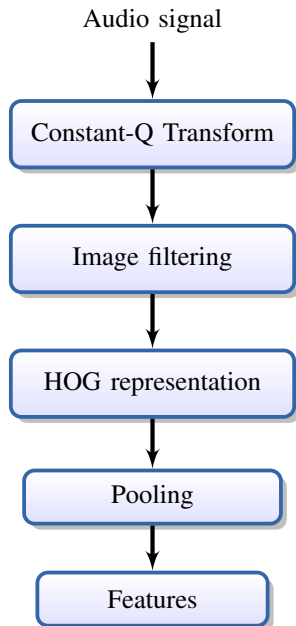 Audio signal
Constant-Q Transform
Image filtering
HOG representation
Pooling
Features